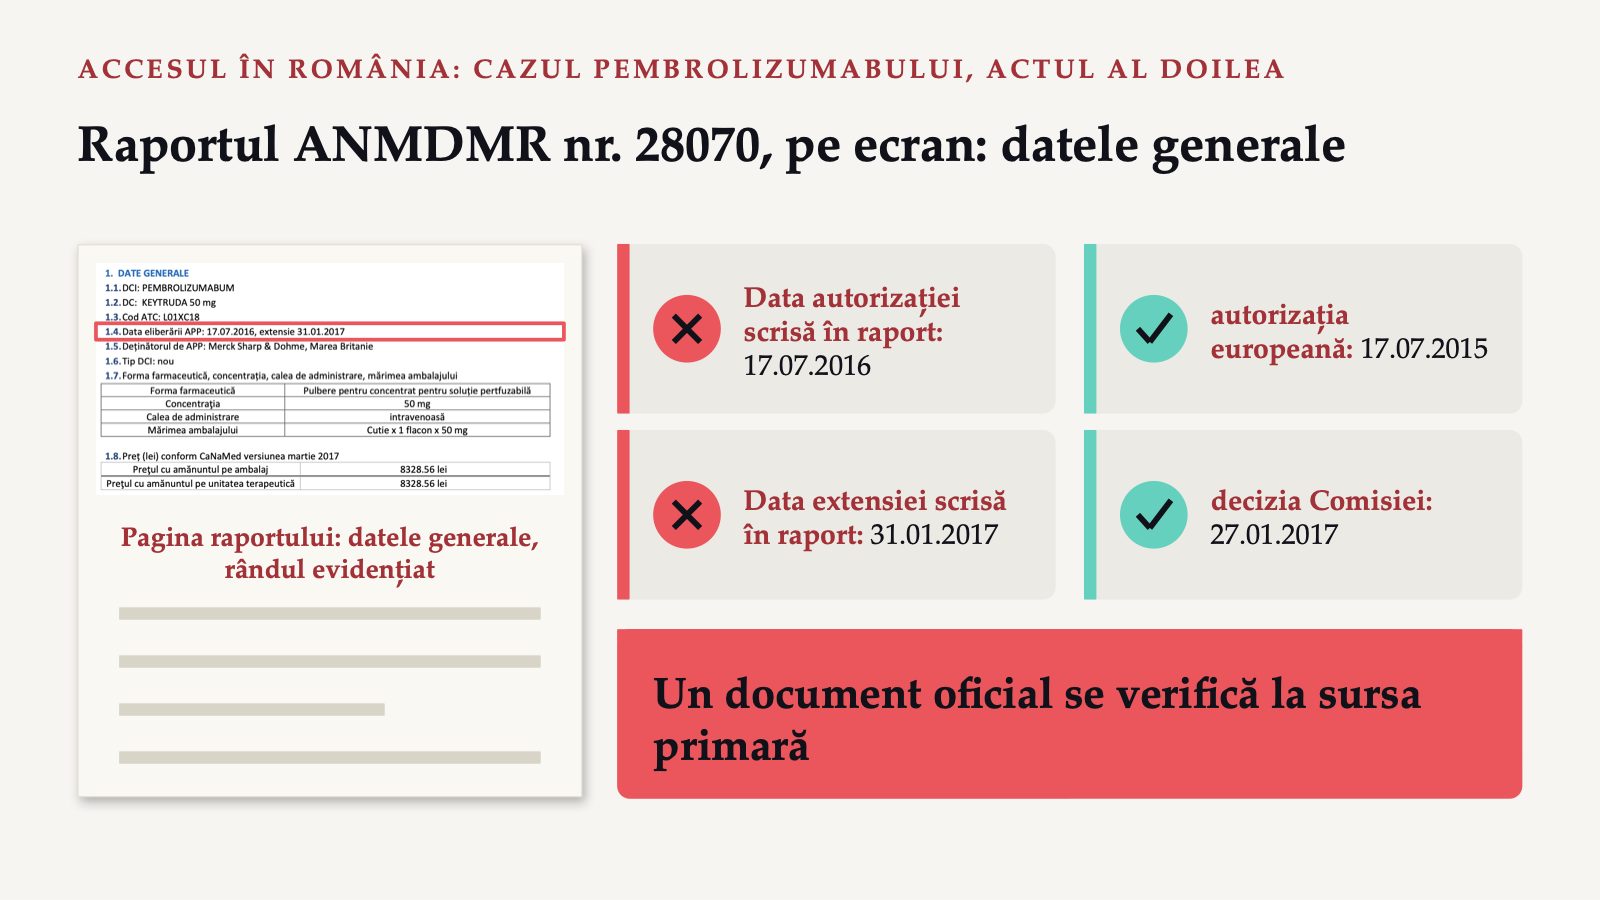 ACCESUL ÎN ROMÂNIA: CAZUL PEMBROLIZUMABULUI, ACTUL AL DOILEA
Raportul ANMDMR nr. 28070, pe ecran: datele generale
1. DATE GENERALE
1.1.DCI: PEMBROLIZUMABUM
1.2.DC: KEYTRUDA 50 mg
1.3.Cod ATC: L01XC18
1.4.Data eliberării APP: 17.07.2016, extensie 31.01.2017
1.5.Deținătorul de APP: Merck Sharp & Dohme, Marea Britanie
1.6.Tip DCI: nou
1.7.Forma farmaceutică, concentrația, calea de administrare, mărimea ambalajului
Forma farmaceutică Pulbere pentru concentrat pentru soluție pertfuzabilă
Concentrația 50 mg
Calea de administrare intravenoasă
Mărimea ambalajului Cutie x 1 flacon x 50 mg
1.8.Preț (lei) conform CaNaMed versiunea martie 2017
Prețul cu amănuntul pe ambalaj 8328.56 lei
Prețul cu amănuntul pe unitatea terapeutică 8328.56 lei
Pagina raportului: datele generale,
rândul evidențiat
Data autorizației
scrisă în raport:
17.07.2016
autorizația
europeană: 17.07.2015
Data extensiei scrisă
în raport: 31.01.2017
decizia Comisiei:
27.01.2017
Un document oficial se verifică la sursa
primară